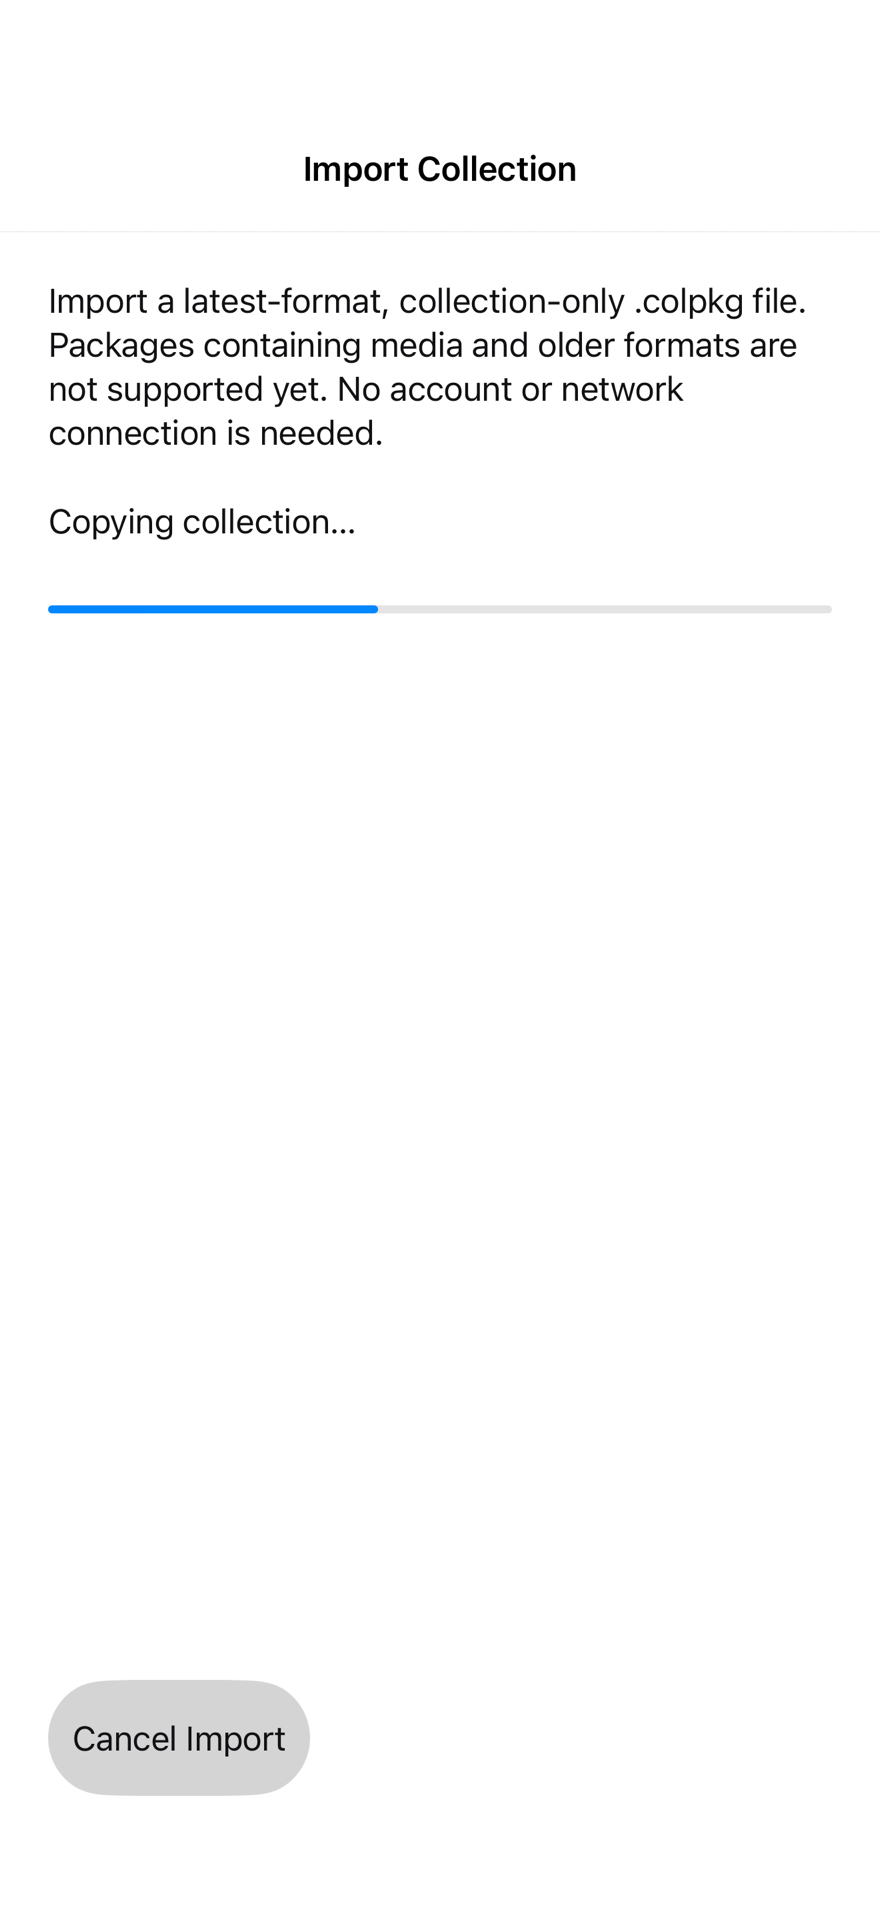 Import Collection
Import a latest-format, collection-only .colpkg file.
Packages containing media and older formats are
not supported yet. No account or network
connection is needed.
Copying collection...
Cancel Import